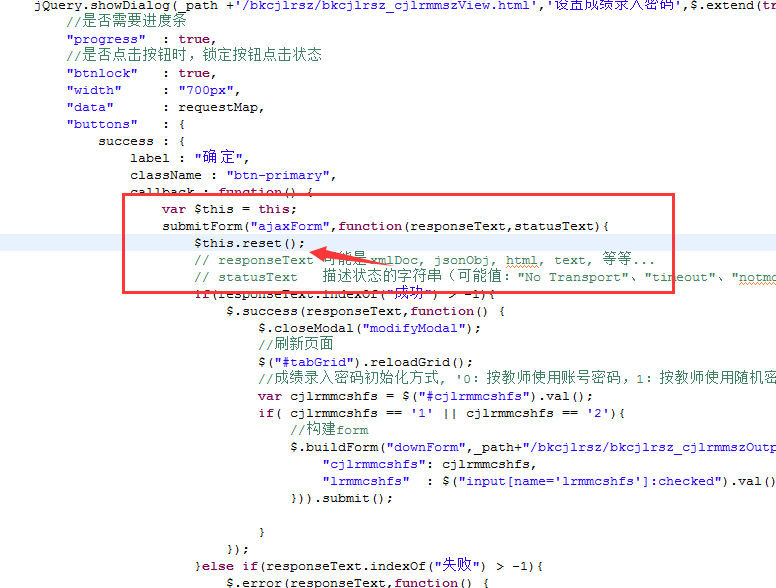 jQuery.showDialog(_path +'/bkcjlrsz/bkcjlrsz_cjlrmmszView.html','设置成绩录入密码',$.extend(tr
//是否需要进度条
"progress" : true,
//是否点击按钮时, 锁定按钮点击状态
"btnlock" : true,
"width" : "700px",
"data" : requestMap,
"buttons" : {
success : {
label : "确 定",
className : "btn-primary",
callback : function() {
var $this = this;
submitForm("ajaxForm",function(responseText,statusText){
$this.reset();
// responseText 可能是 xmlDoc, jsonObj, html, text, 等等...
// statusText 描述状态的字符串（可能值："No Transport"、"timeout"、"notmo
if(responseText.indexOf("成功") > -1){
$.success(responseText,function() {
$.closeModal("modifyModal");
//刷新页面
$("#tabGrid").reloadGrid();
//成绩录入密码初始化方式, '0：按教师使用账号密码，1：按教师使用随机密
var cjlrmmcshfs = $("#cjlrmmcshfs").val();
if( cjlrmmcshfs == '1' || cjlrmmcshfs == '2'){
//构建form
$.buildForm("downForm",_path+"/bkcjlrsz/bkcjlrsz_cjlrmmszOutp
"cjlrmmcshfs": cjlrmmcshfs,
"lrmmcshfs" : $("input[name='lrmmcshfs']:checked").val()
})).submit();
}
});
}else if(responseText.indexOf("失败") > -1){
$.error(responseText,function() {